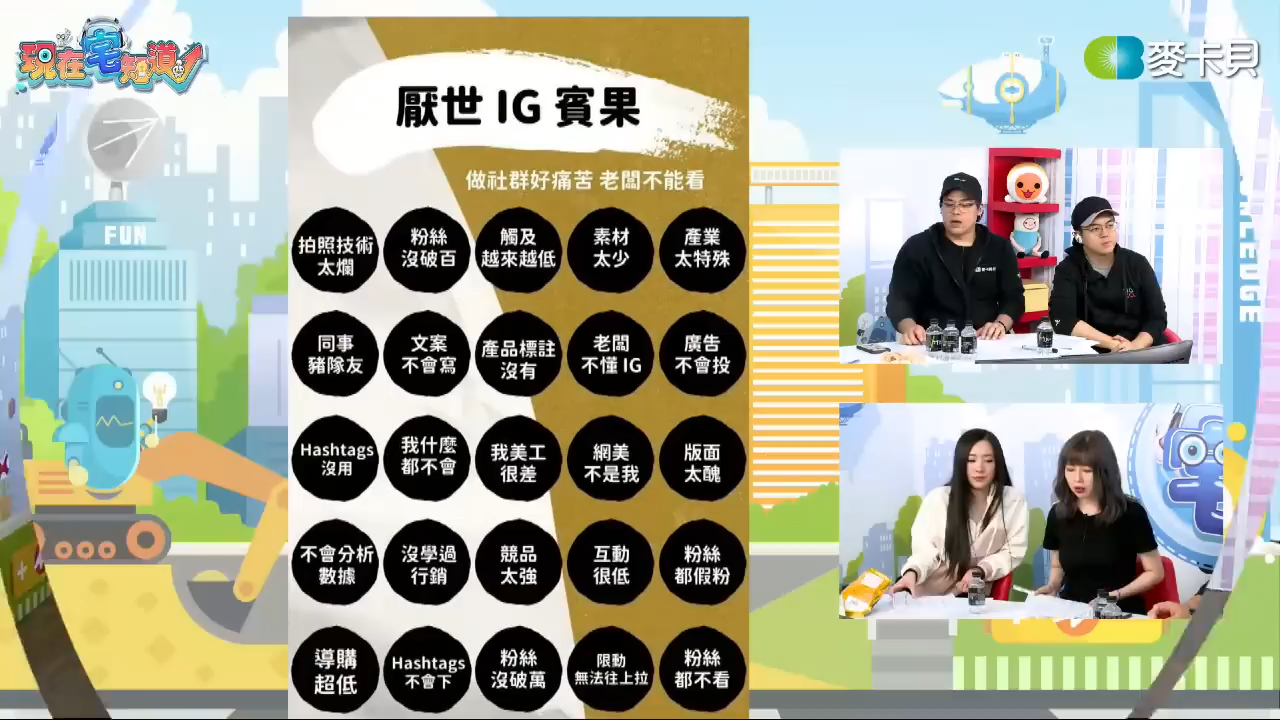 現在宅知道
麥卡貝
FUN
厭世 IG 賓果
做社群好痛苦 老闆不能看
拍照技術
太爛
粉絲
沒破百
觸及
越來越低
素材
太少
產業
太特殊
同事
豬隊友
文案
不會寫
產品標註
沒有
老闆
不懂 IG
廣告
不會投
Hashtags
沒用
我什麼
都不會
我美工
很差
網美
不是我
版面
太醜
不會分析
數據
沒學過
行銷
競品
太強
互動
很低
粉絲
都假粉
導購
超低
Hashtags
不會下
粉絲
沒破萬
限動
無法往上拉
粉絲
都不看